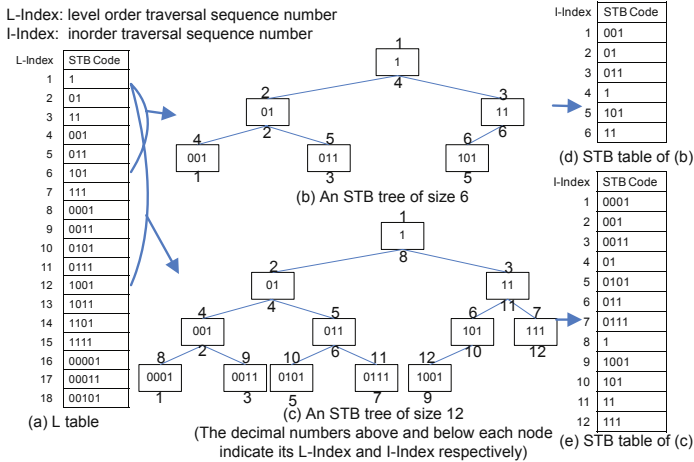 L-Index: level order traversal sequence number
I-Index: inorder traversal sequence number
L-Index STB Code
1 1
2 01
3 11
4 001
5 011
6 101
7 111
8 0001
9 0011
10 0101
11 0111
12 1001
13 1011
14 1101
15 1111
16 00001
17 00011
18 00101
(a) L table
1
1
4
2 3
01 11
2 6
4 5 6
001 011 101
1 3 5
(b) An STB tree of size 6
1
1
8
2 3
01 11
4 11
4 5 6 7
001 011 101 111
2 6 10 12
8 9 10 11 12
0001 0011 0101 0111 1001
1 3 5 7 9
(c) An STB tree of size 12
(The decimal numbers above and below each node
indicate its L-Index and I-Index respectively)
I-Index STB Code
1 001
2 01
3 011
4 1
5 101
6 11
(d) STB table of (b)
I-Index STB Code
1 0001
2 001
3 0011
4 01
5 0101
6 011
7 0111
8 1
9 1001
10 101
11 11
12 111
(e) STB table of (c)